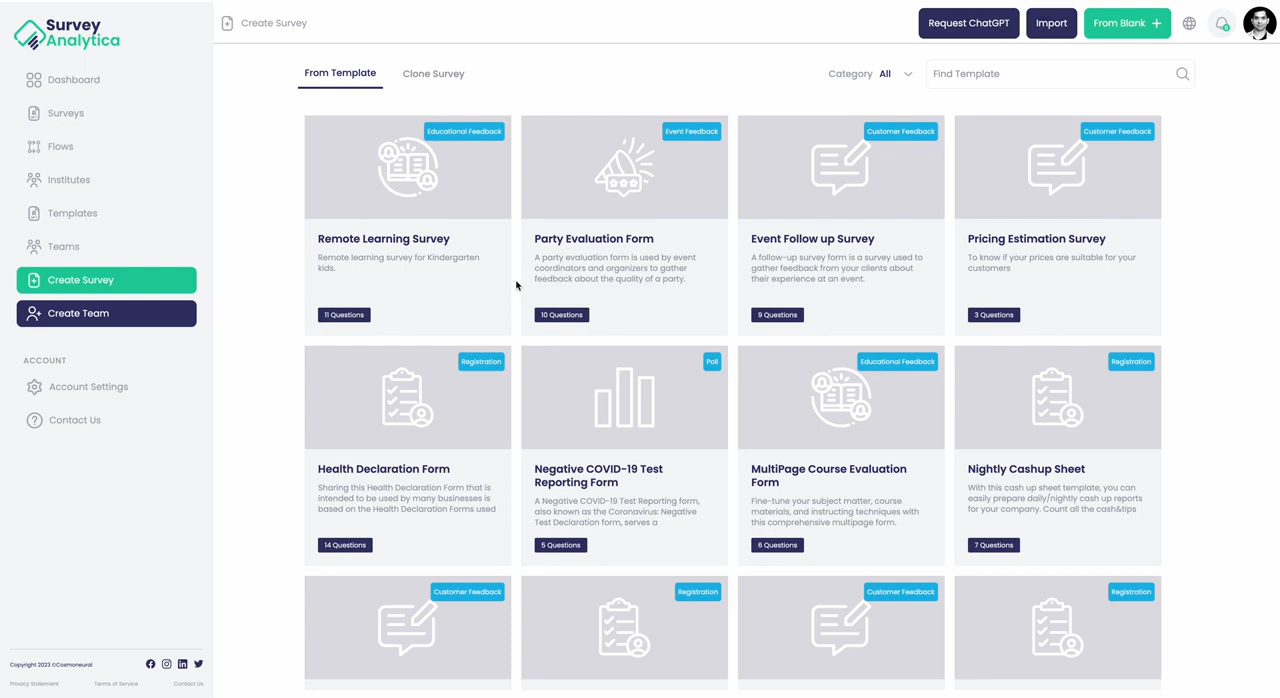 Survey
Analytica
Create Survey
Request ChatGPT
Import
From Blank +
Dashboard
Surveys
Flows
Institutes
Templates
Teams
Create Survey
Create Team
ACCOUNT
Account Settings
Contact Us
Copyright 2023 ©Cosmoneural
Privacy Statement
Terms of Service
Contact Us
From Template
Clone Survey
Category All
Find Template
Educational Feedback
Remote Learning Survey
Remote learning survey for Kindergarten
kids.
11 Questions
Event Feedback
Party Evaluation Form
A party evaluation form is used by event
coordinators and organizers to gather
feedback about the quality of a party.
10 Questions
Customer Feedback
Event Follow up Survey
A follow-up survey form is a survey used to
gather feedback from your clients about
their experience at an event.
9 Questions
Customer Feedback
Pricing Estimation Survey
To know if your prices are suitable for your
customers
3 Questions
Registration
Health Declaration Form
Sharing this Health Declaration Form that is
intended to be used by many businesses is
based on the Health Declaration Forms used
14 Questions
Poll
Negative COVID-19 Test
Reporting Form
A Negative COVID-19 Test Reporting form,
also known as the Coronavirus: Negative
Test Declaration form, serves a
5 Questions
Educational Feedback
MultiPage Course Evaluation
Form
Fine-tune your subject matter, course
materials, and instructing techniques with
this comprehensive multipage form.
6 Questions
Registration
Nightly Cashup Sheet
With this cash up sheet template, you can
easily prepare daily/nightly cash up reports
for your company. Count all the cash&tips
7 Questions
Customer Feedback
Registration
Customer Feedback
Registration